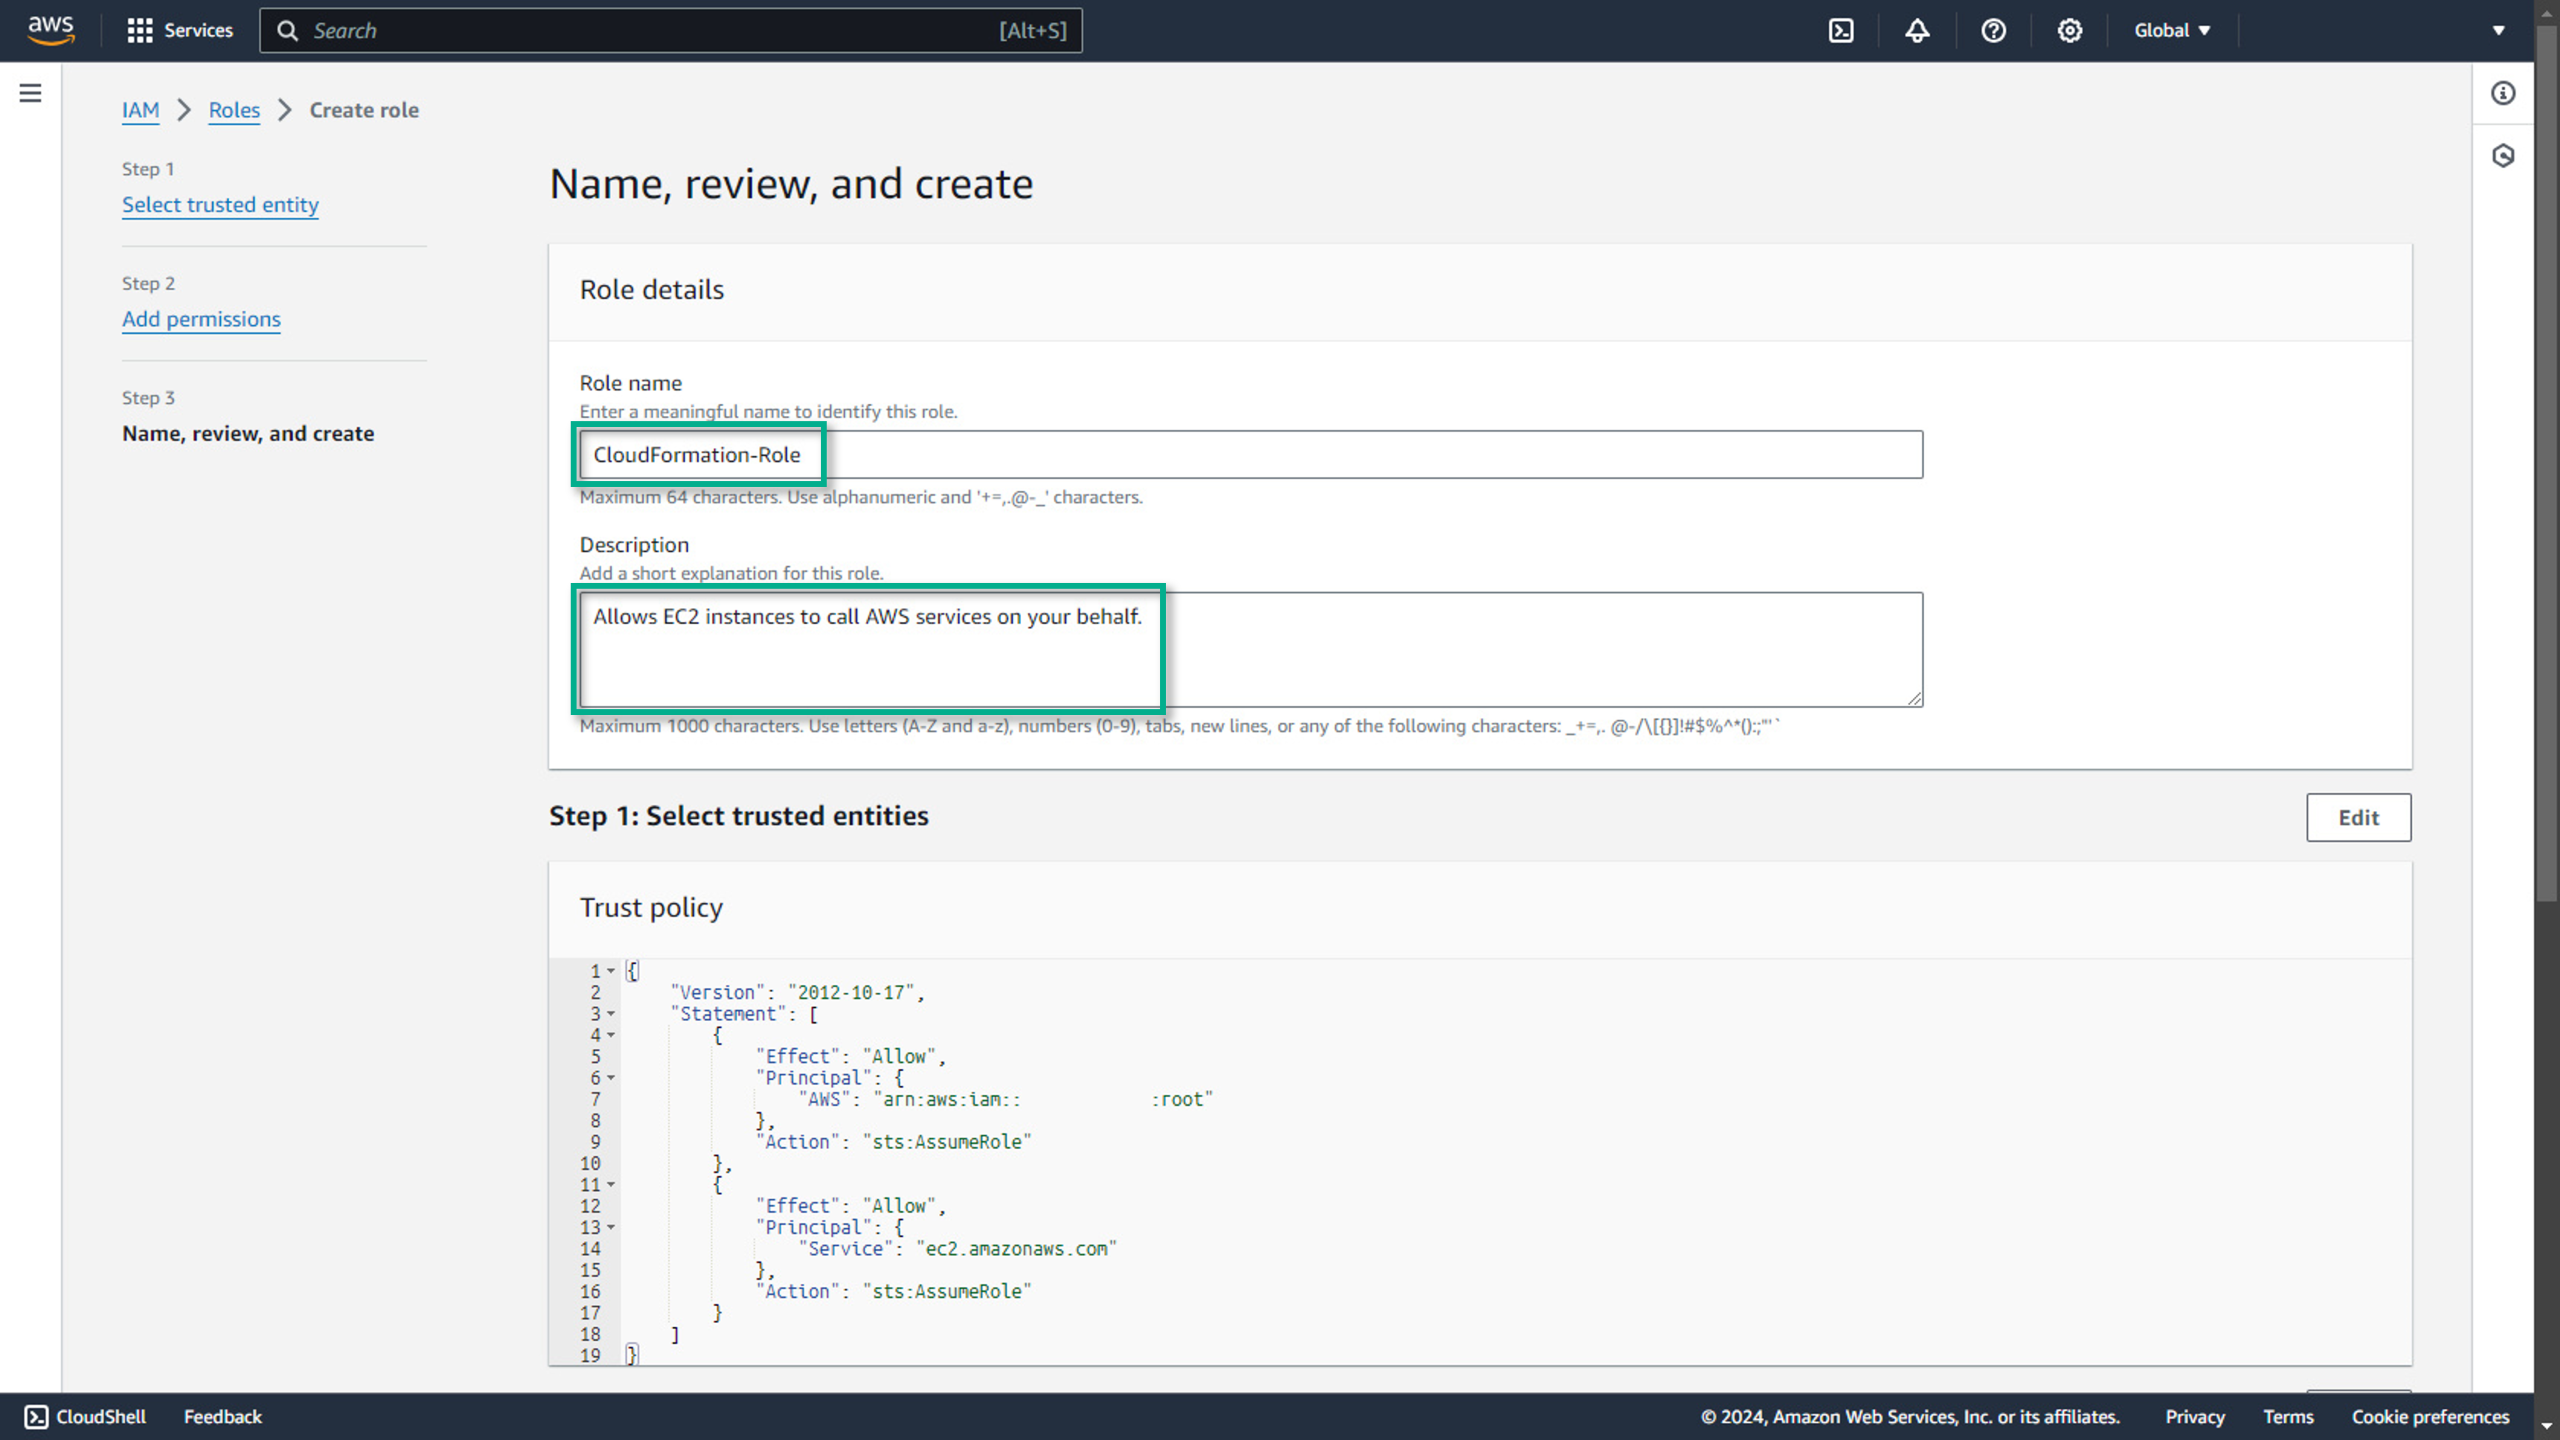 aws
Services
Search
[Alt+S]
Global
IAM
Roles
Create role
Step 1
Select trusted entity
Step 2
Add permissions
Step 3
Name, review, and create
Name, review, and create
Role details
Role name
Enter a meaningful name to identify this role.
CloudFormation-Role
Maximum 64 characters. Use alphanumeric and '+=,.@-_' characters.
Description
Add a short explanation for this role.
Allows EC2 instances to call AWS services on your behalf.
Maximum 1000 characters. Use letters (A-Z and a-z), numbers (0-9), tabs, new lines, or any of the following characters: _+=,. @-/\[{}]!#$%^*();:"'`
Step 1: Select trusted entities
Edit
Trust policy
1 {
2 "Version": "2012-10-17",
3 "Statement": [
4 {
5 "Effect": "Allow",
6 "Principal": {
7 "AWS": "arn:aws:iam:: :root"
8 },
9 "Action": "sts:AssumeRole"
10 },
11 {
12 "Effect": "Allow",
13 "Principal": {
14 "Service": "ec2.amazonaws.com"
15 },
16 "Action": "sts:AssumeRole"
17 }
18 ]
19 }
CloudShell
Feedback
© 2024, Amazon Web Services, Inc. or its affiliates.
Privacy
Terms
Cookie preferences